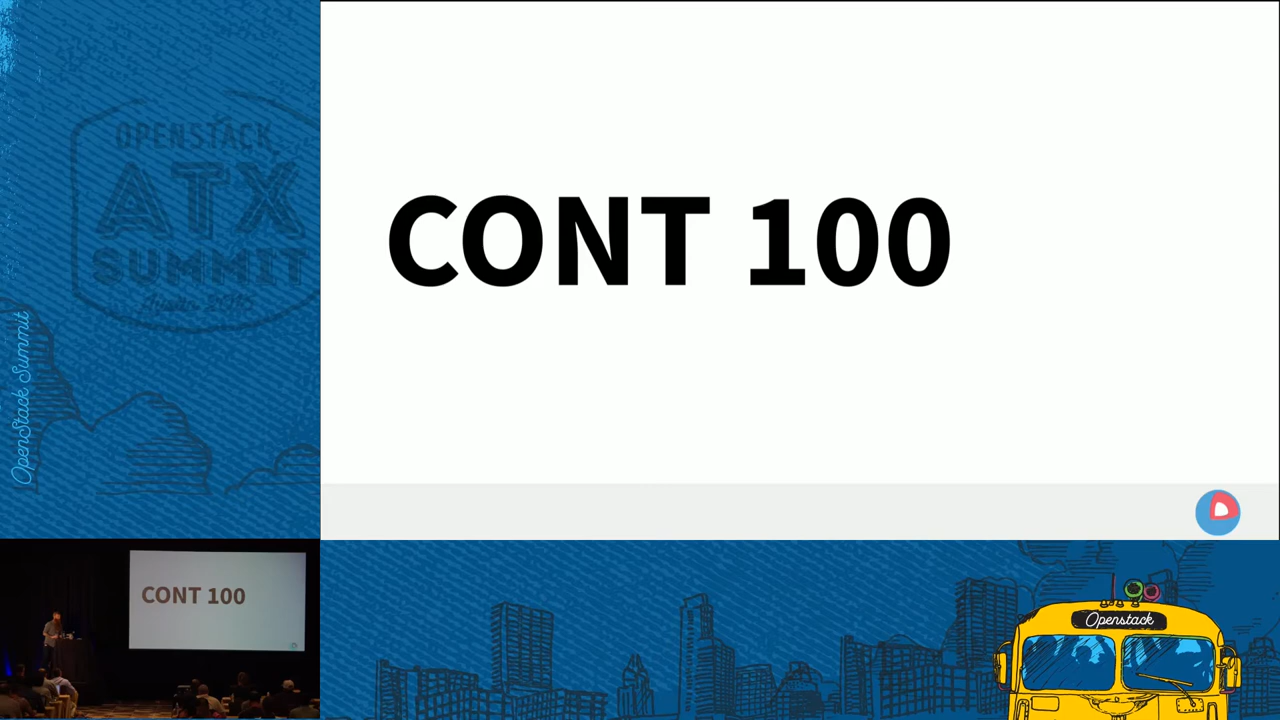 OPENSTACK
ATX
SUMMIT
Austin 2016
OpenStack Summit
CONT 100
CONT 100
Openstack